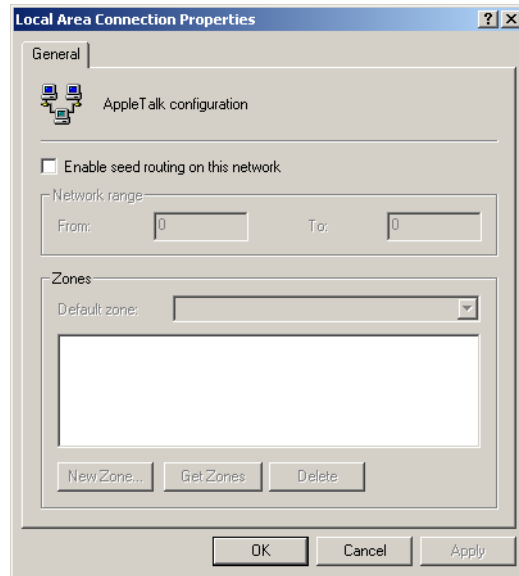 Local Area Connection Properties
General
AppleTalk configuration
Enable seed routing on this network
Network range
From: 0 To: 0
Zones
Default zone:
New Zone... Get Zones Delete
OK Cancel Apply